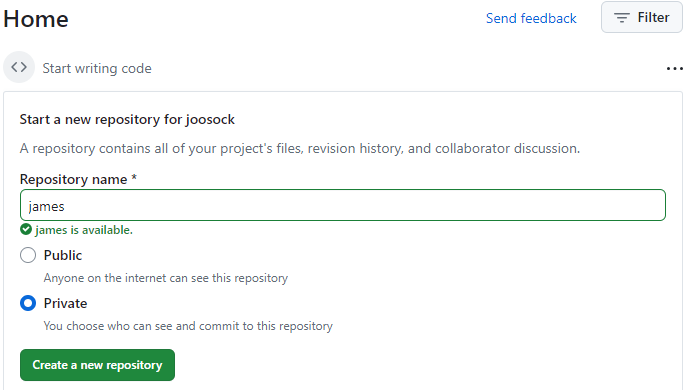 Home
Send feedback
Filter
Start writing code
Start a new repository for joosock
A repository contains all of your project's files, revision history, and collaborator discussion.
Repository name *
james
james is available.
Public
Anyone on the internet can see this repository
Private
You choose who can see and commit to this repository
Create a new repository